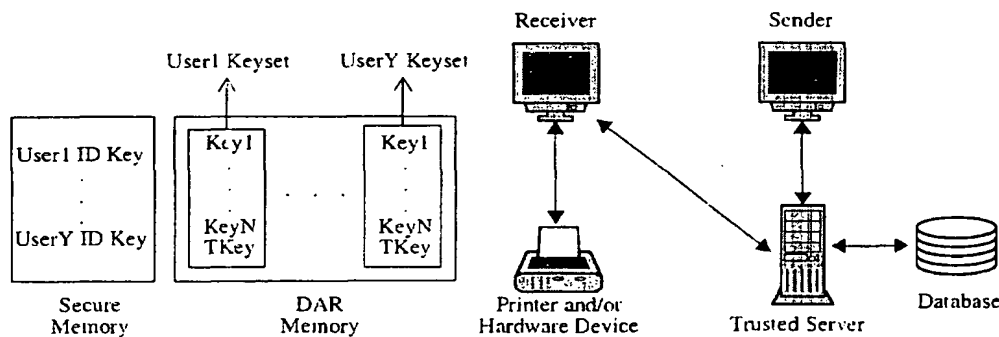 Receiver
Sender
User1 Keyset
UserY Keyset
User1 ID Key
.
.
.
UserY ID Key
Key1
.
.
.
KeyN
TKey
. . . .
Key1
.
.
.
KeyN
TKey
Secure
Memory
DAR
Memory
Printer and/or
Hardware Device
Trusted Server
Database